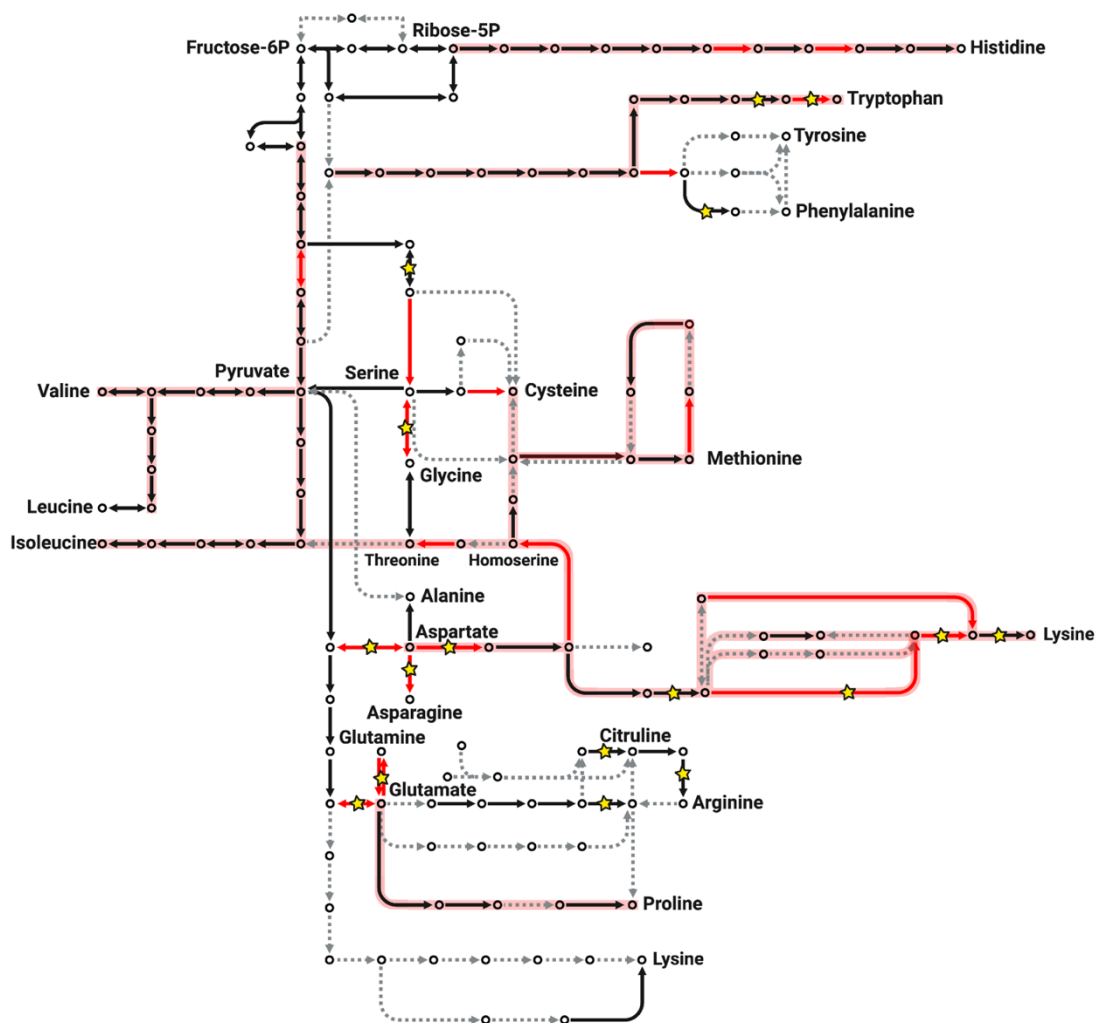 Ribose-5P
Fructose-6P
Histidine
Tryptophan
Tyrosine
Phenylalanine
Pyruvate
Serine
Valine
Cysteine
Methionine
Glycine
Leucine
Isoleucine
Threonine
Homoserine
Alanine
Aspartate
Lysine
Asparagine
Glutamine
Citruline
Glutamate
Arginine
Proline
Lysine